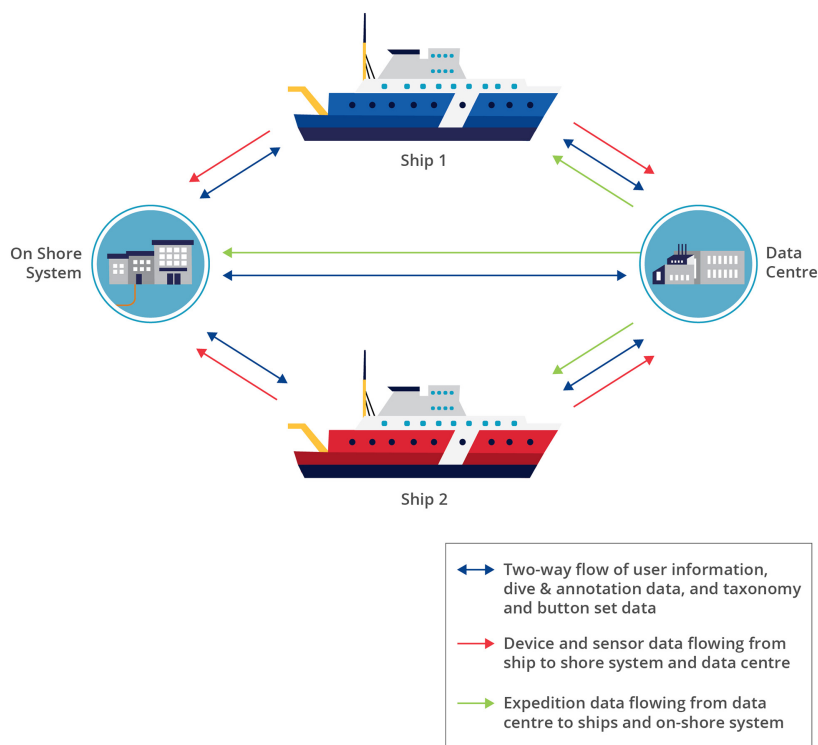 Ship 1
On Shore
System
Data
Centre
Ship 2
Two-way flow of user information,
dive & annotation data, and taxonomy
and button set data
Device and sensor data flowing from
ship to shore system and data centre
Expedition data flowing from data
centre to ships and on-shore system